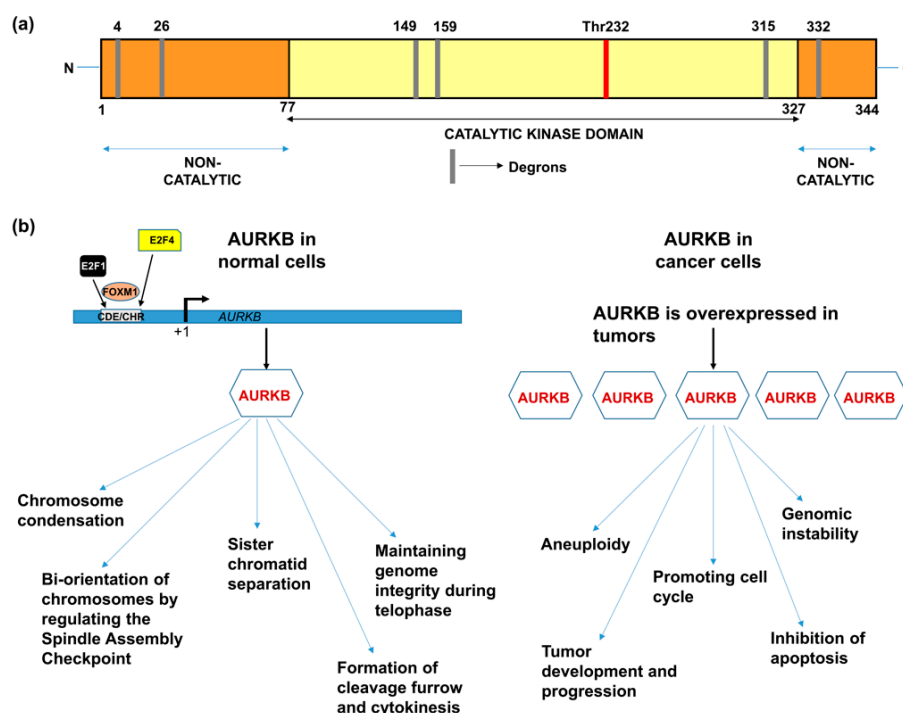 (a)
4 26 149 159 Thr232 315 332
N
1 77 327 344
CATALYTIC KINASE DOMAIN
NON-
CATALYTIC
Degrons
NON-
CATALYTIC
(b)
E2F1
E2F4
FOXM1
CDE/CHR
+1
AURKB
AURKB in
normal cells
AURKB
Chromosome
condensation
Bi-orientation of
chromosomes by
regulating the
Spindle Assembly
Checkpoint
Sister
chromatid
separation
Formation of
cleavage furrow
and cytokinesis
Maintaining
genome
integrity during
telophase
AURKB in
cancer cells
AURKB is overexpressed in
tumors
AURKB AURKB AURKB AURKB AURKB
Aneuploidy
Tumor
development and
progression
Promoting cell
cycle
Inhibition of
apoptosis
Genomic
instability